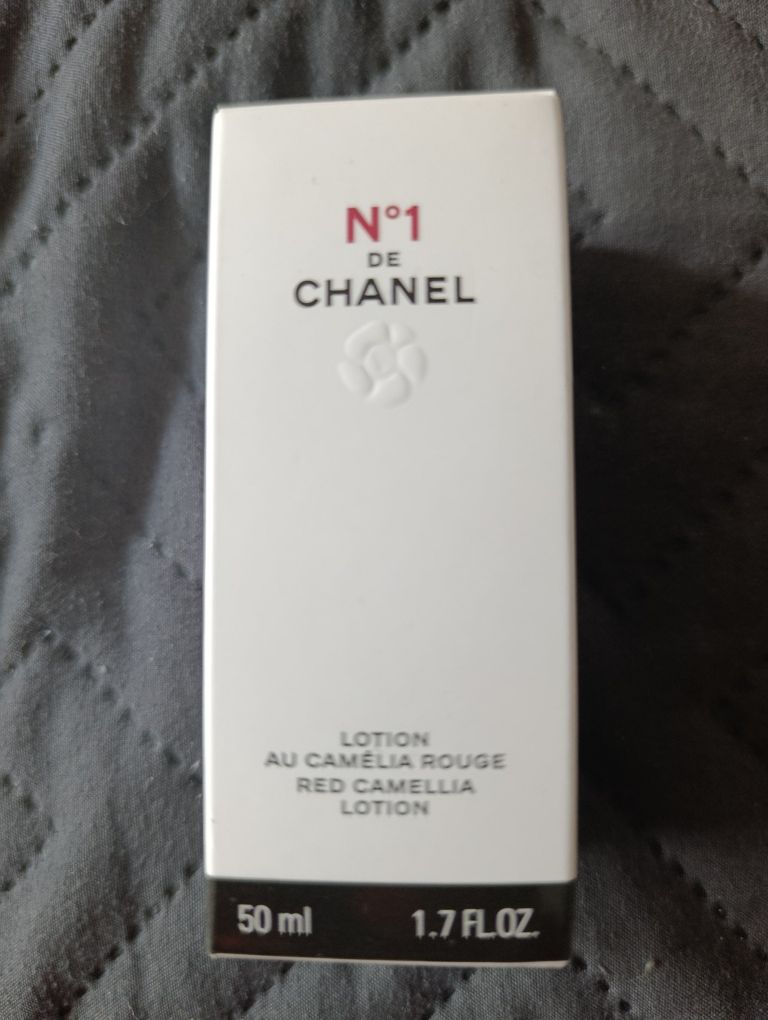 N°1
DE
CHANEL
LOTION
AU CAMÉLIA ROUGE
RED CAMELLIA
LOTION
50 ml 1.7 FL.OZ.